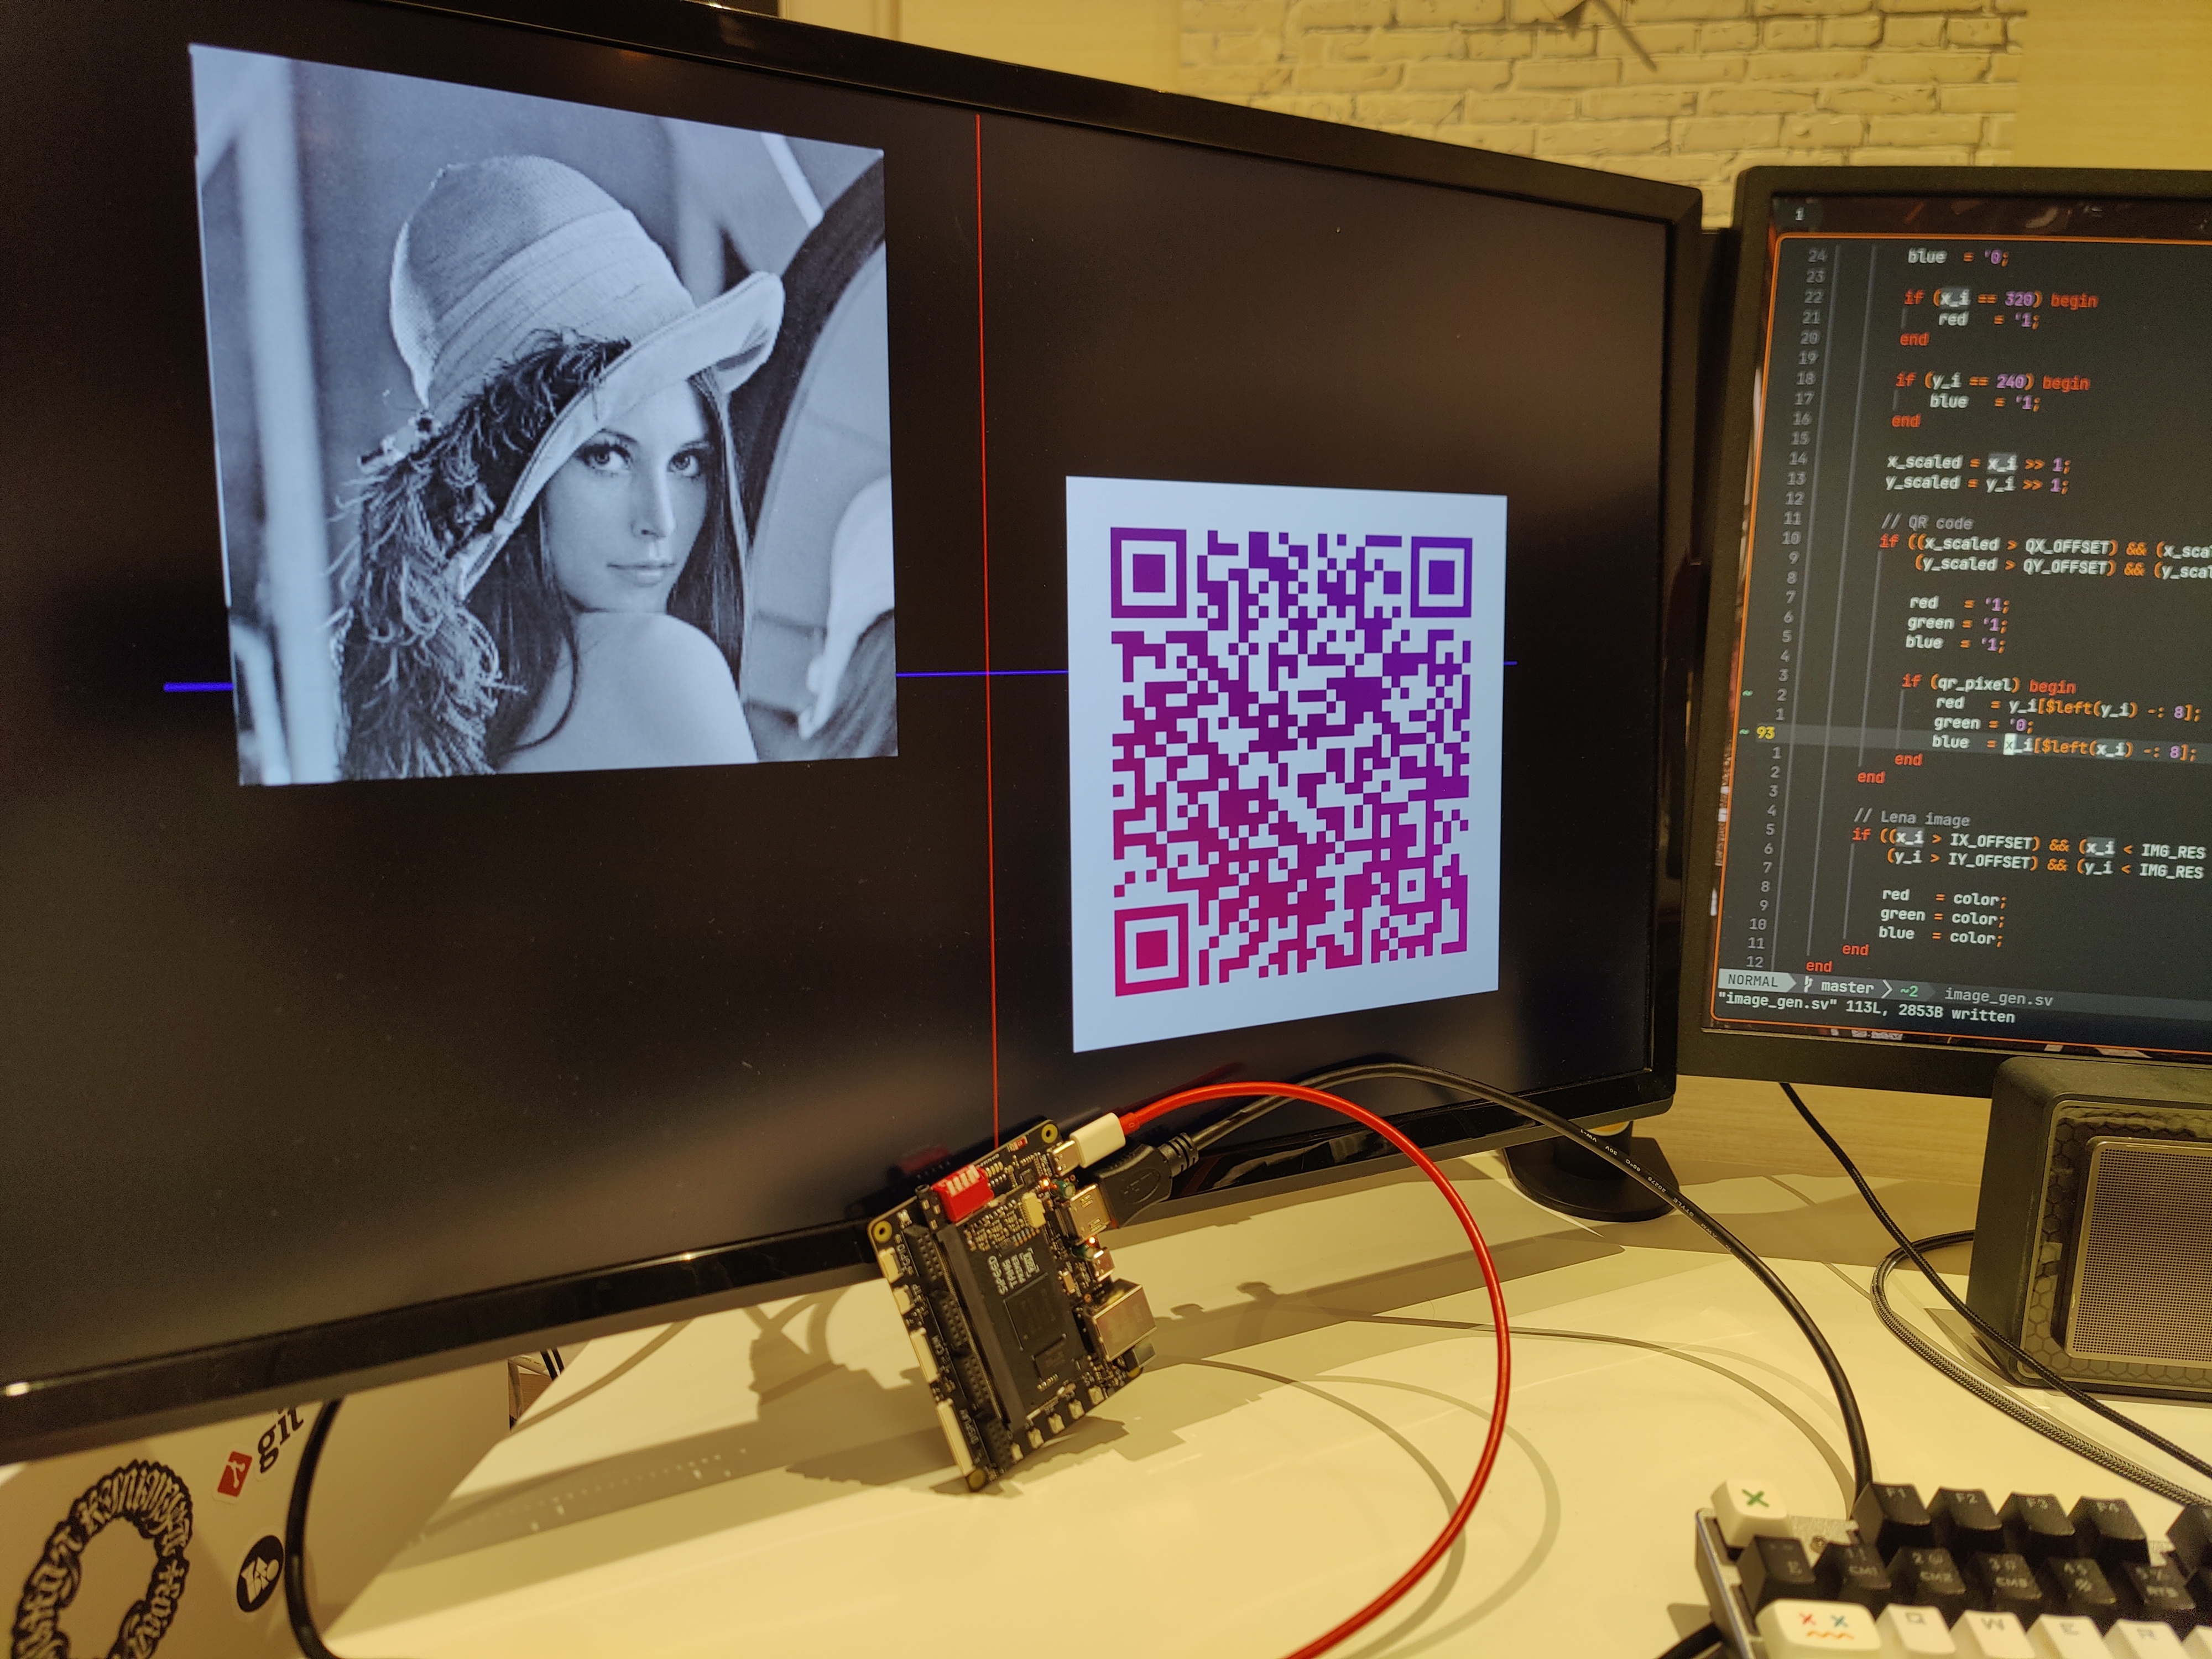 1
24 blue = '0;
23
22 if (x_i == 320) begin
21 red = '1;
20 end
19
18 if (y_i == 240) begin
17 blue = '1;
16 end
15
14 x_scaled = x_i >> 1;
13 y_scaled = y_i >> 1;
12
11 // QR code
10 if ((x_scaled > QX_OFFSET) && (x_sca
9 (y_scaled > QY_OFFSET) && (y_scal
8
7 red = '1;
6 green = '1;
5 blue = '1;
4
3 if (qr_pixel) begin
~ 2 red = y_i[$left(y_i) -: 8];
1 green = '0;
~ 93 blue = x_i[$left(x_i) -: 8];
1 end
2 end
3
4 // Lena image
5 if ((x_i > IX_OFFSET) && (x_i < IMG_RES
6 (y_i > IY_OFFSET) && (y_i < IMG_RES
7
8 red = color;
9 green = color;
10 blue = color;
11 end
12 end
NORMAL master ~2 image_gen.sv
"image_gen.sv" 113L, 2853B written
git
F1 F2 F3 F4
Q W E R